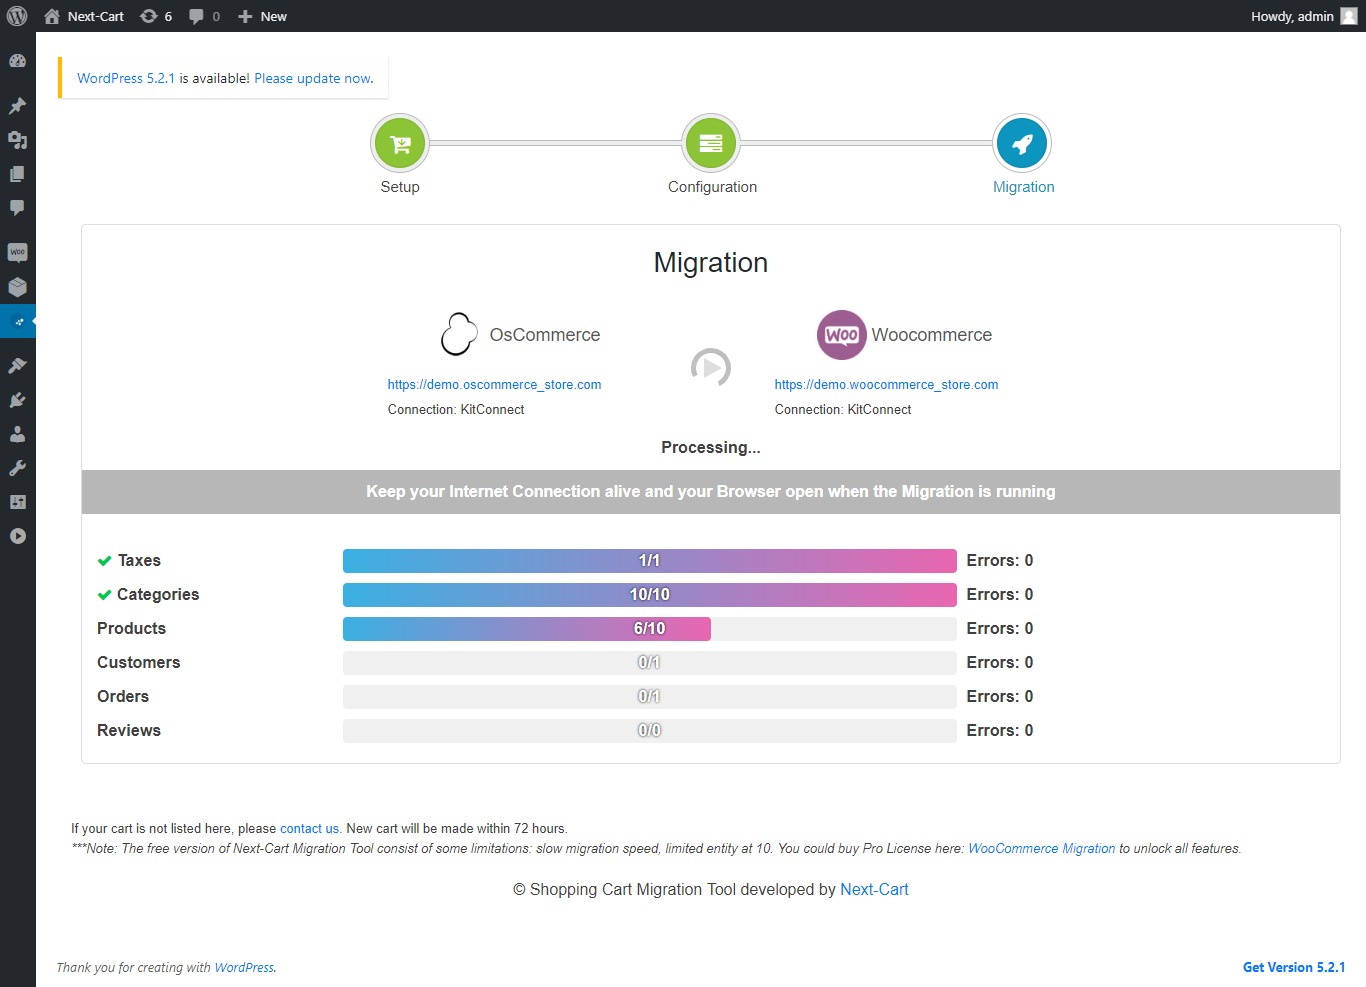 Next-Cart 6 0 New Howdy, admin
WordPress 5.2.1 is available! Please update now.
Setup Configuration Migration
Migration
OsCommerce
WOO Woocommerce
https://demo.oscommerce_store.com https://demo.woocommerce_store.com
Connection: KitConnect Connection: KitConnect
Processing...
Keep your Internet Connection alive and your Browser open when the Migration is running
Taxes 1/1 Errors: 0
Categories 10/10 Errors: 0
Products 6/10 Errors: 0
Customers 0/1 Errors: 0
Orders 0/1 Errors: 0
Reviews 0/0 Errors: 0
If your cart is not listed here, please contact us. New cart will be made within 72 hours.
***Note: The free version of Next-Cart Migration Tool consist of some limitations: slow migration speed, limited entity at 10. You could buy Pro License here: WooCommerce Migration to unlock all features.
© Shopping Cart Migration Tool developed by Next-Cart
Thank you for creating with WordPress. Get Version 5.2.1